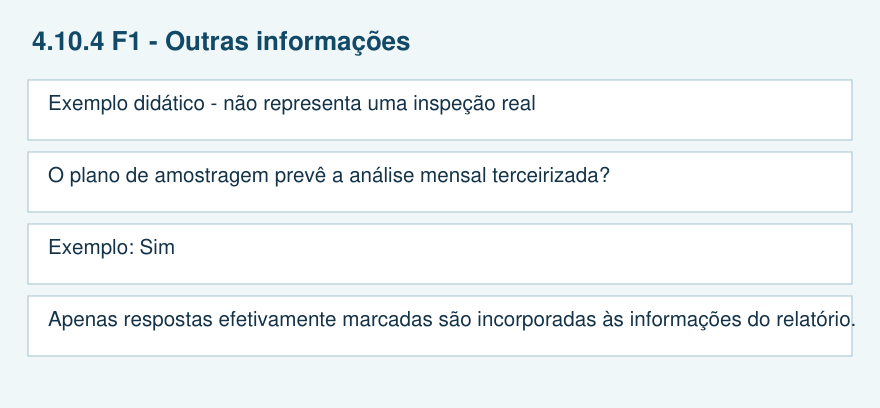 4.10.4 F1 - Outras informações
Exemplo didático - não representa uma inspeção real
O plano de amostragem prevê a análise mensal terceirizada?
Exemplo: Sim
Apenas respostas efetivamente marcadas são incorporadas às informações do relatório.